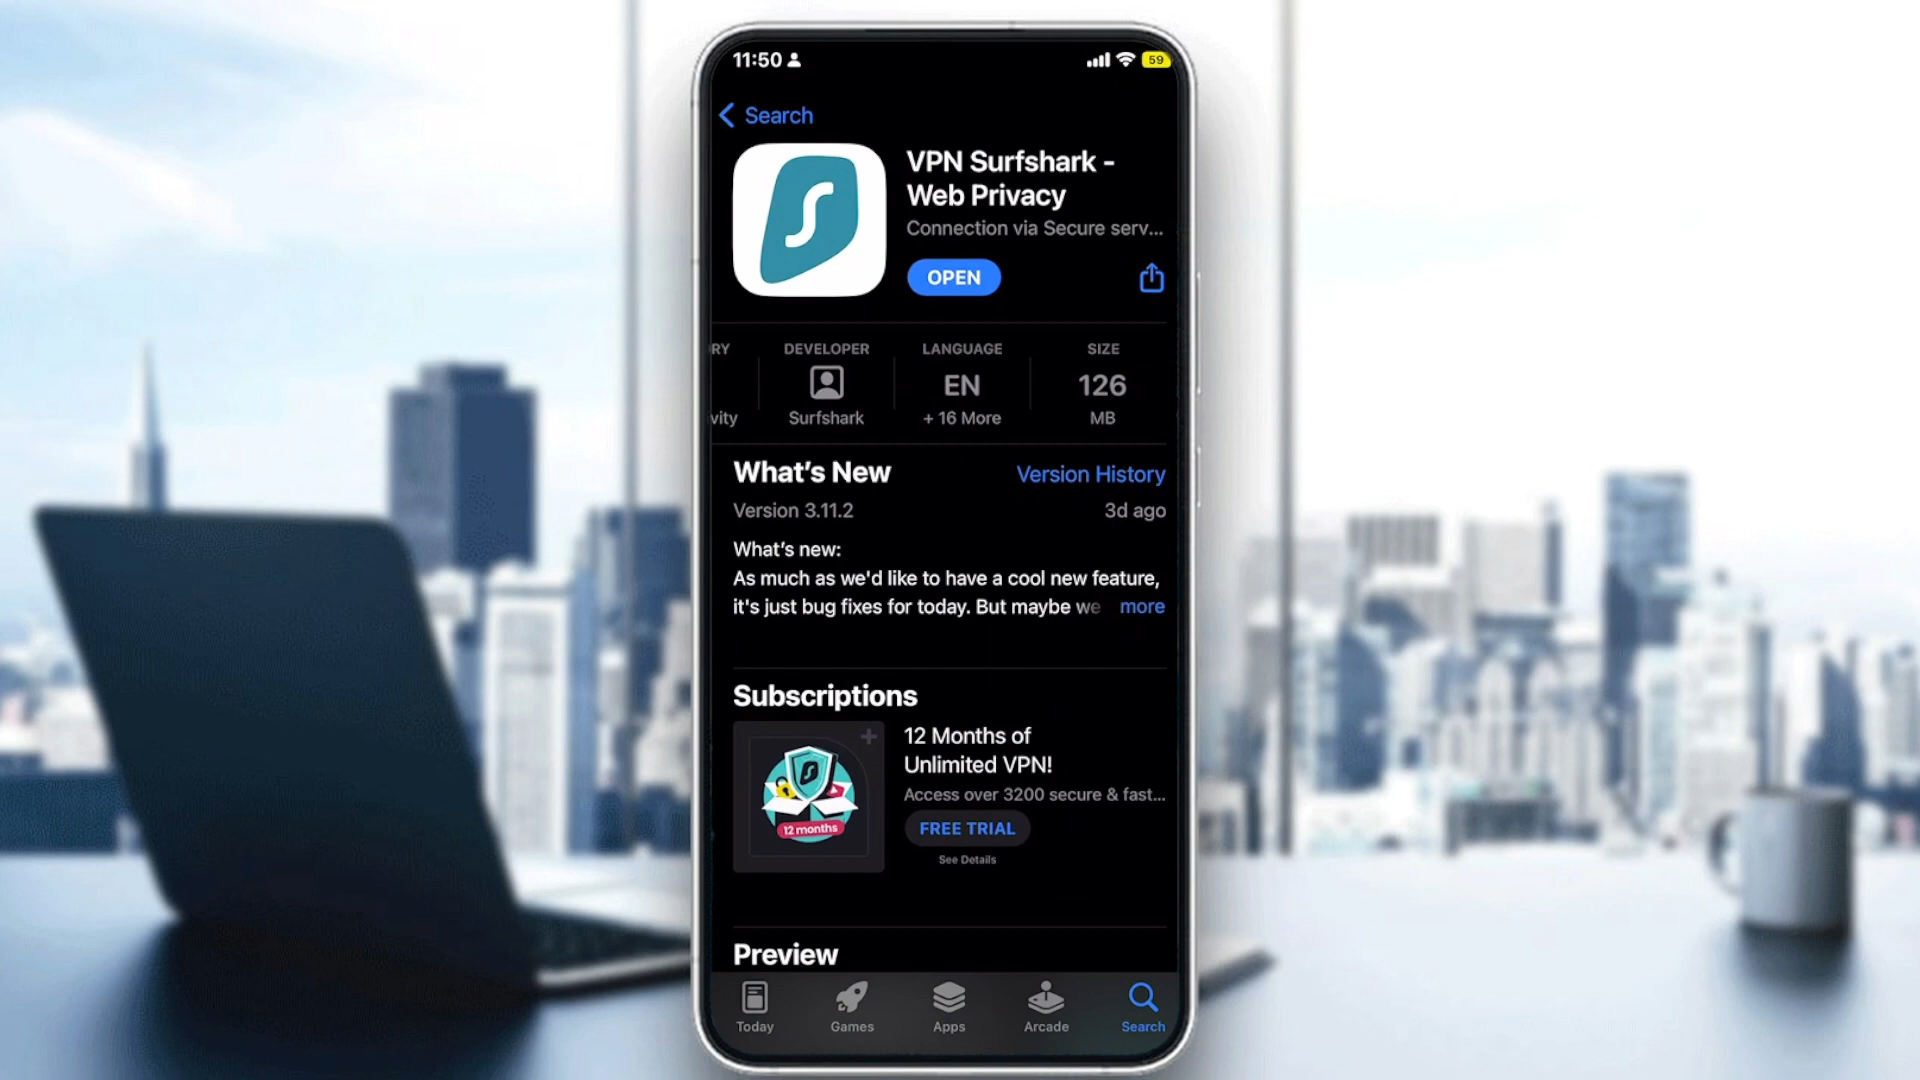 11:50
59
Search
VPN Surfshark -
Web Privacy
Connection via Secure serv...
OPEN
RY
vity
DEVELOPER
Surfshark
LANGUAGE
EN
+ 16 More
SIZE
126
MB
What's New
Version History
Version 3.11.2
3d ago
What's new:
As much as we'd like to have a cool new feature,
it's just bug fixes for today. But maybe we more
Subscriptions
12 months
12 Months of
Unlimited VPN!
Access over 3200 secure & fast...
FREE TRIAL
See Details
Preview
Today
Games
Apps
Arcade
Search